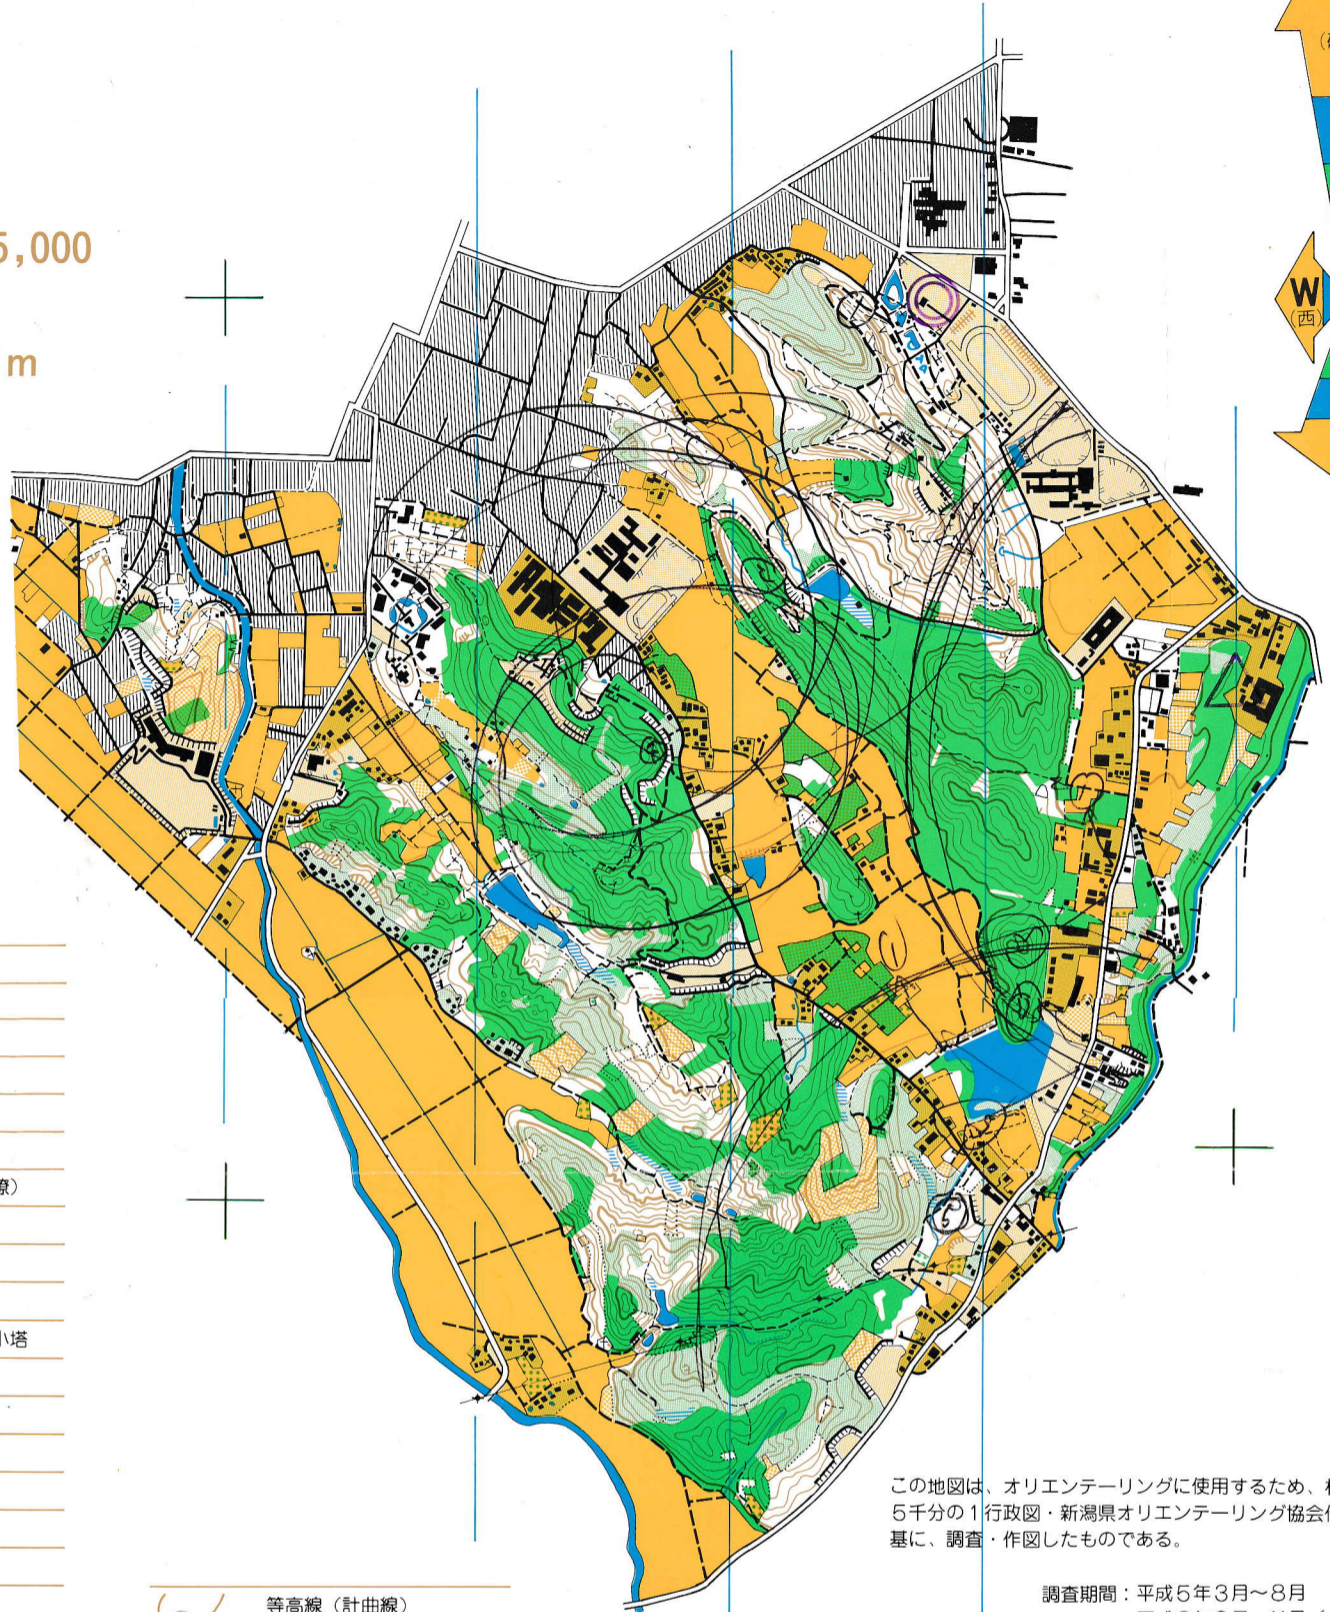 5,000
m
W
(西)
小塔
この地図は、オリエンテーリングに使用するため、
5千分の1行政図・新潟県オリエンテーリング協会
基に、調査・作図したものである。
調査期間:平成5年3月〜8月
等高線(計曲線)